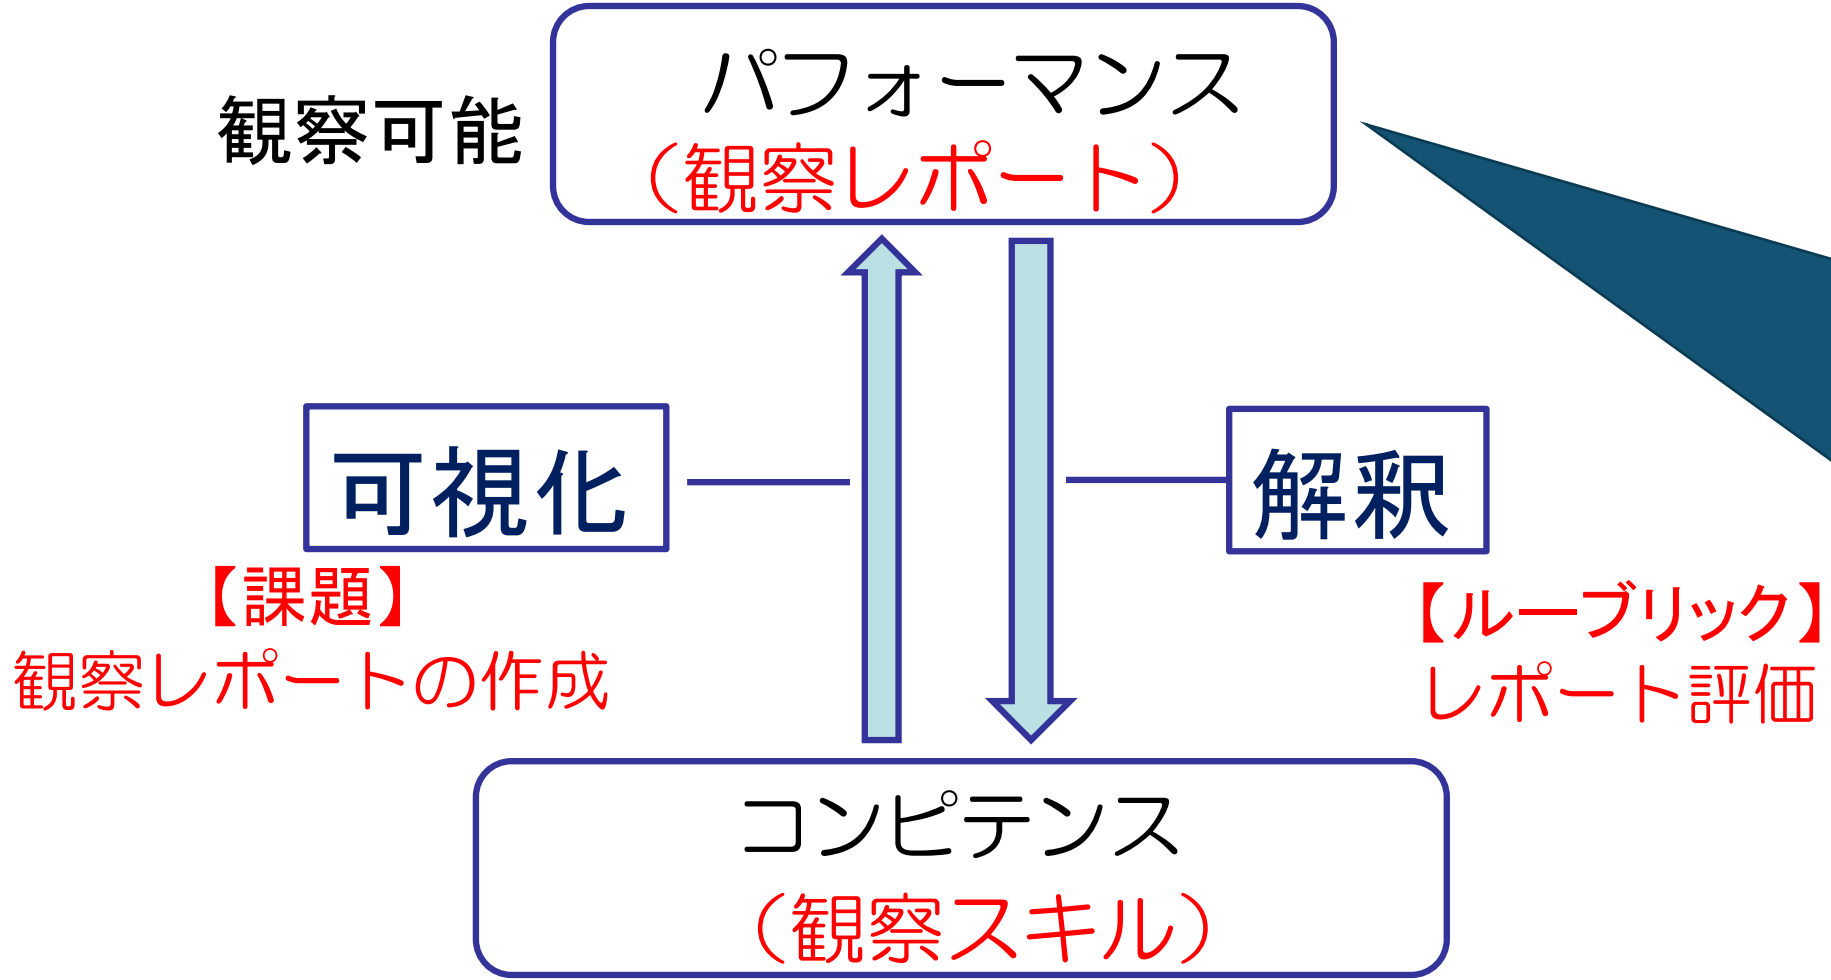 パフォーマンス
観察可能
（観察レポート）
可視化
解釈
【課題】
【ルーブリック】
観察レポートの作成
レポート評価
コンピテンス
（観察スキル）